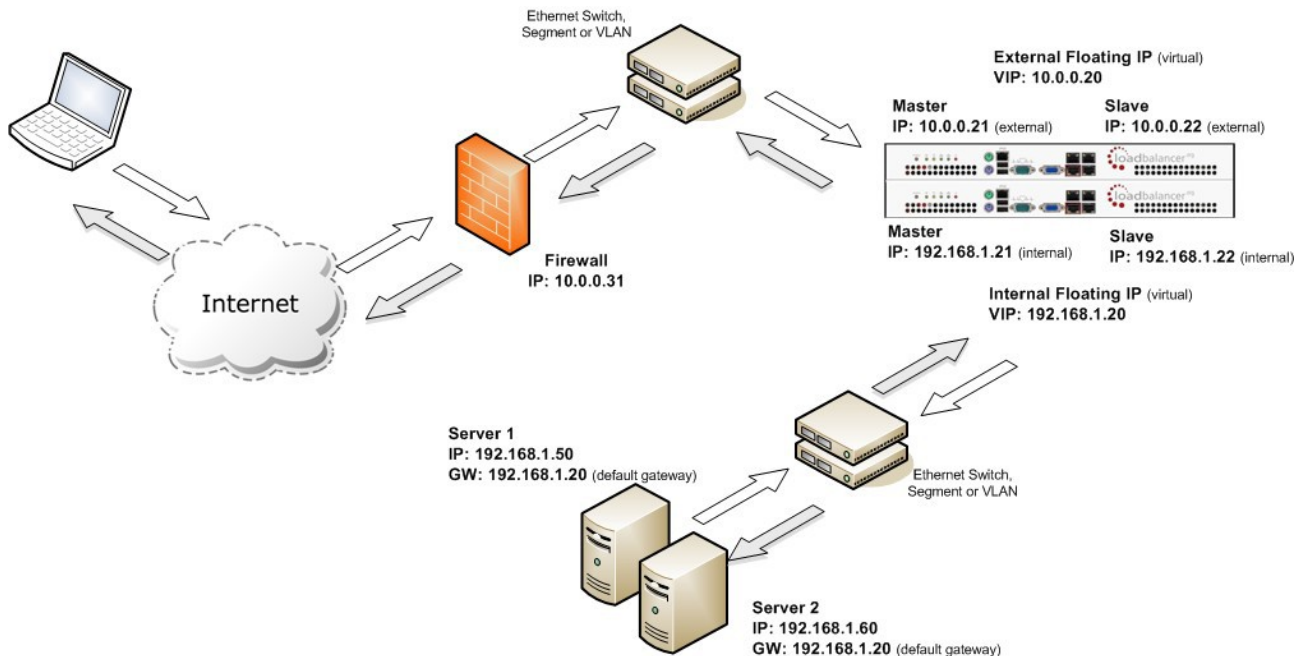 Ethernet Switch,
Segment or VLAN
External Floating IP (virtual)
VIP: 10.0.0.20
Master
IP: 10.0.0.21 (external)
Slave
IP: 10.0.0.22 (external)
loadbalancer.org
loadbalancer.org
Master
IP: 192.168.1.21 (internal)
Slave
IP: 192.168.1.22 (internal)
Firewall
IP: 10.0.0.31
Internet
Internal Floating IP (virtual)
VIP: 192.168.1.20
Server 1
IP: 192.168.1.50
GW: 192.168.1.20 (default gateway)
Ethernet Switch,
Segment or VLAN
Server 2
IP: 192.168.1.60
GW: 192.168.1.20 (default gateway)